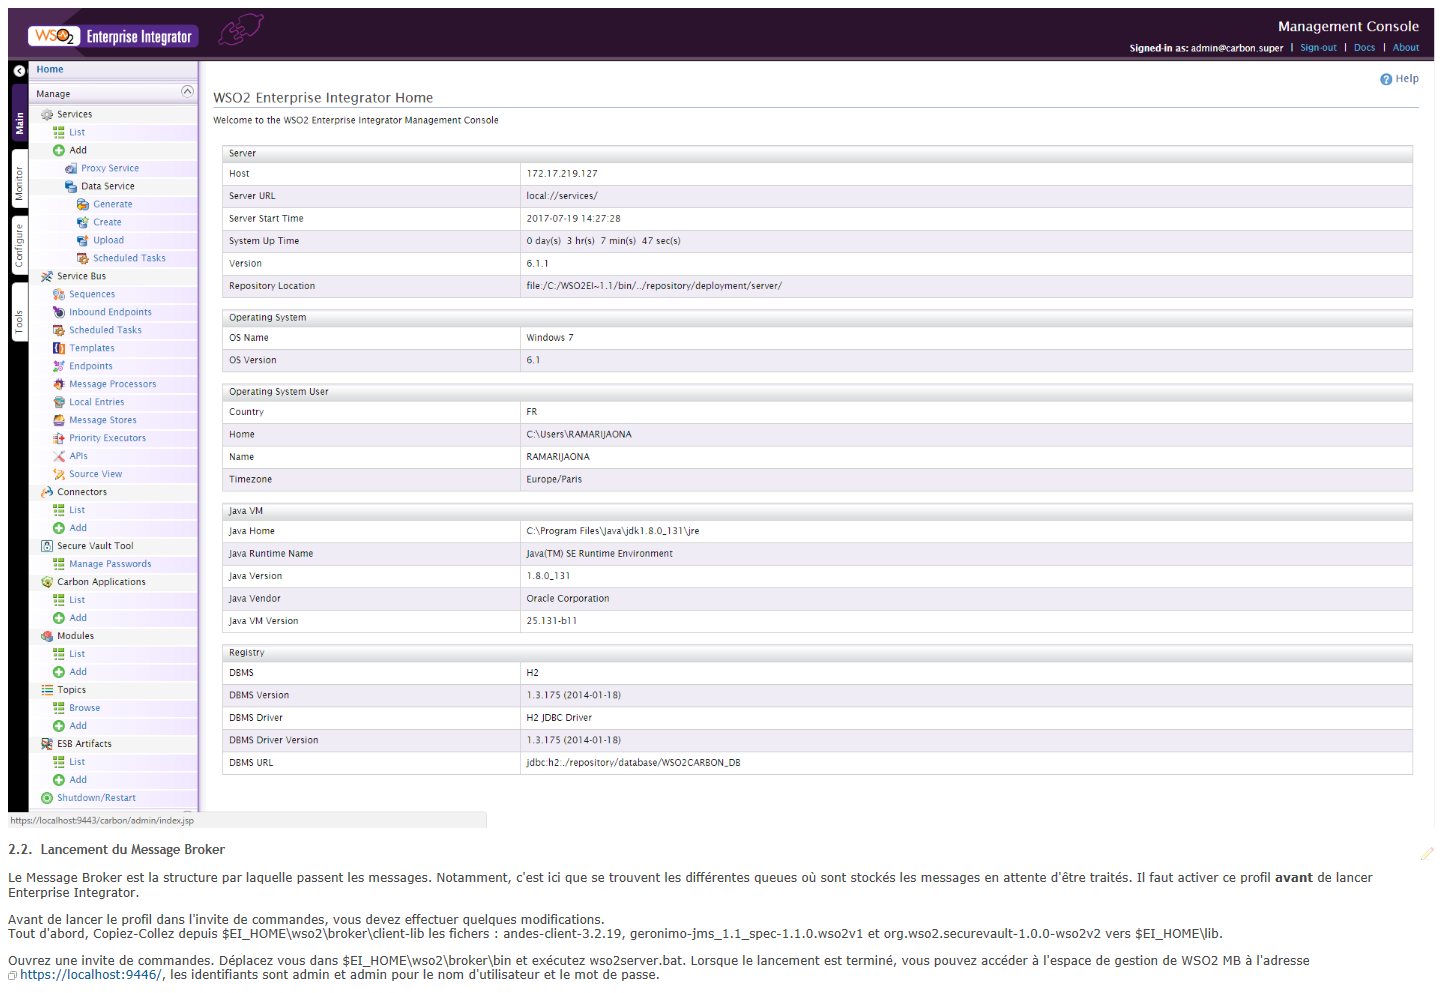 WSO2 Enterprise Integrator
Management Console
Signed-in as: admin@carbon.super | Sign-out | Docs | About
Main
Monitor
Configure
Tools
Home
Manage
Services
List
Add
Proxy Service
Data Service
Generate
Create
Upload
Scheduled Tasks
Service Bus
Sequences
Inbound Endpoints
Scheduled Tasks
Templates
Endpoints
Message Processors
Local Entries
Message Stores
Priority Executors
APIs
Source View
Connectors
List
Add
Secure Vault Tool
Manage Passwords
Carbon Applications
List
Add
Modules
List
Add
Topics
Browse
Add
ESB Artifacts
List
Add
Shutdown/Restart
https://localhost:9443/carbon/admin/index.jsp
Help
WSO2 Enterprise Integrator Home
Welcome to the WSO2 Enterprise Integrator Management Console
Server
Host 172.17.219.127
Server URL local://services/
Server Start Time 2017-07-19 14:27:28
System Up Time 0 day(s) 3 hr(s) 7 min(s) 47 sec(s)
Version 6.1.1
Repository Location file:/C:/WSO2EI~1.1/bin/../repository/deployment/server/
Operating System
OS Name Windows 7
OS Version 6.1
Operating System User
Country FR
Home C:\Users\RAMARIJAONA
Name RAMARIJAONA
Timezone Europe/Paris
Java VM
Java Home C:\Program Files\Java\jdk1.8.0_131\jre
Java Runtime Name Java(TM) SE Runtime Environment
Java Version 1.8.0_131
Java Vendor Oracle Corporation
Java VM Version 25.131-b11
Registry
DBMS H2
DBMS Version 1.3.175 (2014-01-18)
DBMS Driver H2 JDBC Driver
DBMS Driver Version 1.3.175 (2014-01-18)
DBMS URL jdbc:h2:./repository/database/WSO2CARBON_DB
2.2. Lancement du Message Broker
Le Message Broker est la structure par laquelle passent les messages. Notamment, c'est ici que se trouvent les différentes queues où sont stockés les messages en attente d'être traités. Il faut activer ce profil avant de lancer
Enterprise Integrator.
Avant de lancer le profil dans l'invite de commandes, vous devez effectuer quelques modifications.
Tout d'abord, Copiez-Collez depuis $EI_HOME\wso2\broker\client-lib les fichiers : andes-client-3.2.19, geronimo-jms_1.1_spec-1.1.0.wso2v1 et org.wso2.securevault-1.0.0-wso2v2 vers $EI_HOME\lib.
Ouvrez une invite de commandes. Déplacez vous dans $EI_HOME\wso2\broker\bin et exécutez wso2server.bat. Lorsque le lancement est terminé, vous pouvez accéder à l'espace de gestion de WSO2 MB à l'adresse
https://localhost:9446/, les identifiants sont admin et admin pour le nom d'utilisateur et le mot de passe.